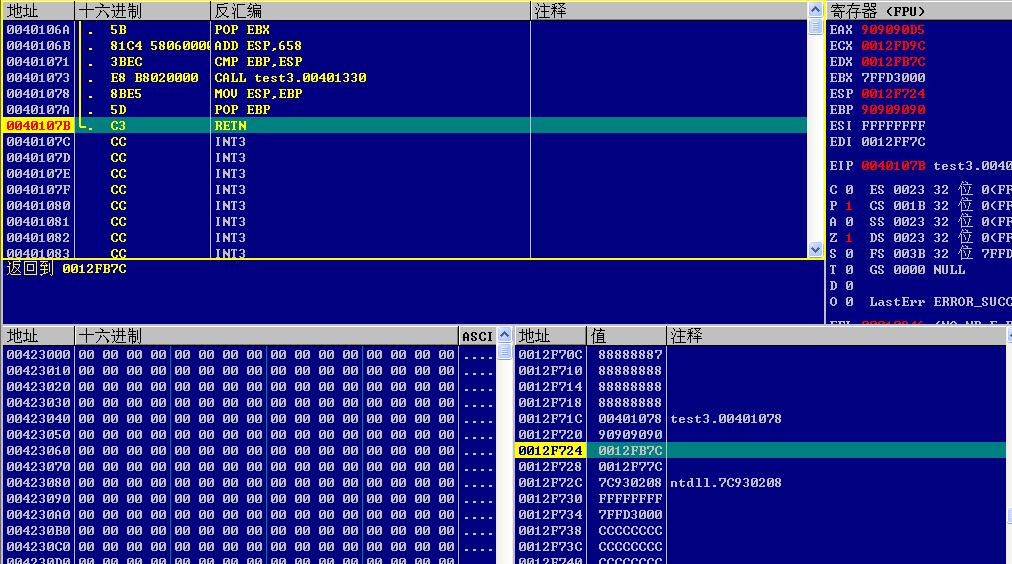 地址 十六进制 反汇编 注释
0040106A . 5B POP EBX
0040106B . 81C4 58060000 ADD ESP,658
00401071 . 3BEC CMP EBP,ESP
00401073 . E8 B8020000 CALL test3.00401330
00401078 . 8BE5 MOV ESP,EBP
0040107A . 5D POP EBP
0040107B . C3 RETN
0040107C CC INT3
0040107D CC INT3
0040107E CC INT3
0040107F CC INT3
00401080 CC INT3
00401081 CC INT3
00401082 CC INT3
00401083 CC INT3
返回到 0012FB7C
寄存器 (FPU)
EAX 909090D5
ECX 0012FD9C
EDX 0012FB7C
EBX 7FFD3000
ESP 0012F724
EBP 90909090
ESI FFFFFFFF
EDI 0012FF7C
EIP 0040107B test3.0040
C 0 ES 0023 32 位 0(FF
P 1 CS 001B 32 位 0(FF
A 0 SS 0023 32 位 0(FF
Z 1 DS 0023 32 位 0(FF
S 0 FS 003B 32 位 7FFD
T 0 GS 0000 NULL
D 0
O 0 LastErr ERROR_SUCC
地址 十六进制 ASCI
00423000 00 00 00 00 00 00 00 00 00 00 00 00 00 00 00 00 ....
00423010 00 00 00 00 00 00 00 00 00 00 00 00 00 00 00 00 ....
00423020 00 00 00 00 00 00 00 00 00 00 00 00 00 00 00 00 ....
00423030 00 00 00 00 00 00 00 00 00 00 00 00 00 00 00 00 ....
00423040 00 00 00 00 00 00 00 00 00 00 00 00 00 00 00 00 ....
00423050 00 00 00 00 00 00 00 00 00 00 00 00 00 00 00 00 ....
00423060 00 00 00 00 00 00 00 00 00 00 00 00 00 00 00 00 ....
00423070 00 00 00 00 00 00 00 00 00 00 00 00 00 00 00 00 ....
00423080 00 00 00 00 00 00 00 00 00 00 00 00 00 00 00 00 ....
00423090 00 00 00 00 00 00 00 00 00 00 00 00 00 00 00 00 ....
004230A0 00 00 00 00 00 00 00 00 00 00 00 00 00 00 00 00 ....
004230B0 00 00 00 00 00 00 00 00 00 00 00 00 00 00 00 00 ....
004230C0 00 00 00 00 00 00 00 00 00 00 00 00 00 00 00 00 ....
004230D0 00 00 00 00 00 00 00 00 00 00 00 00 00 00 00 00 ....
地址 值 注释
0012F70C 88888887
0012F710 88888888
0012F714 88888888
0012F718 88888888
0012F71C 00401078 test3.00401078
0012F720 90909090
0012F724 0012FB7C
0012F728 0012F77C
0012F72C 7C930208 ntdll.7C930208
0012F730 FFFFFFFF
0012F734 7FFD3000
0012F738 CCCCCCCC
0012F73C CCCCCCCC
0012F740 CCCCCCCC